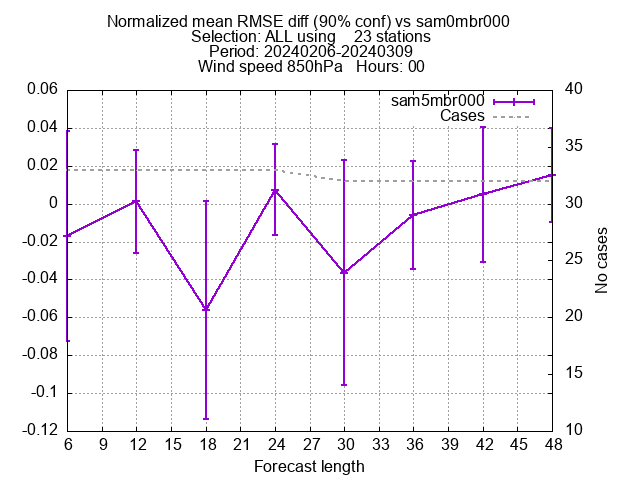 Normalized mean RMSE diff (90% conf) vs sam0mbr000
Selection: ALL using    23 stations
Period: 20240206-20240309
Wind speed 850hPa   Hours: 00
sam5mbr000
Cases
0.06
0.04
0.02
0
-0.02
-0.04
-0.06
-0.08
-0.1
-0.12
40
35
30
25
20
15
10
No cases
6 9 12 15 18 21 24 27 30 33 36 39 42 45 48
Forecast length